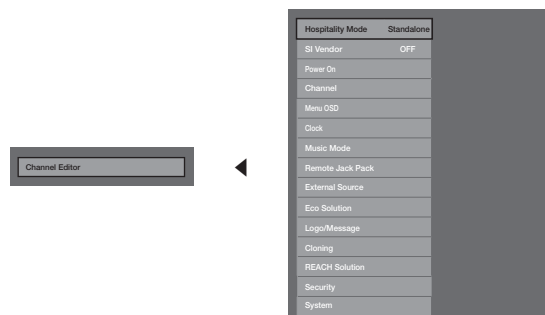 Channel Editor
Hospitality Mode Standalone
SI Vendor OFF
Power On
Channel
Menu OSD
Clock
Music Mode
Remote Jack Pack
External Source
Eco Solution
Logo/Message
Cloning
REACH Solution
Security
System